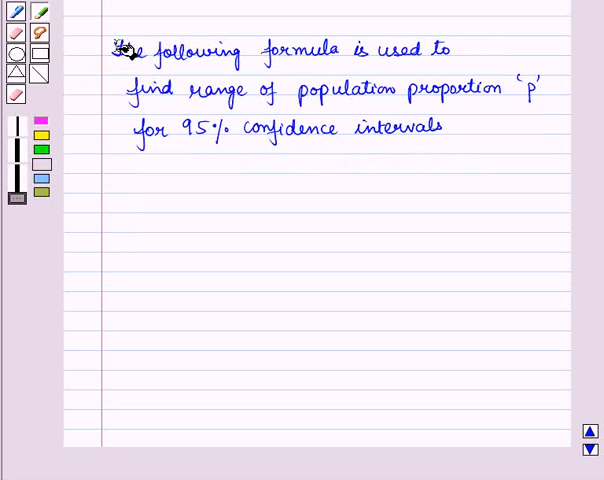 The following formula is used to
find range of population proportion 'p'
for 95% confidence intervals